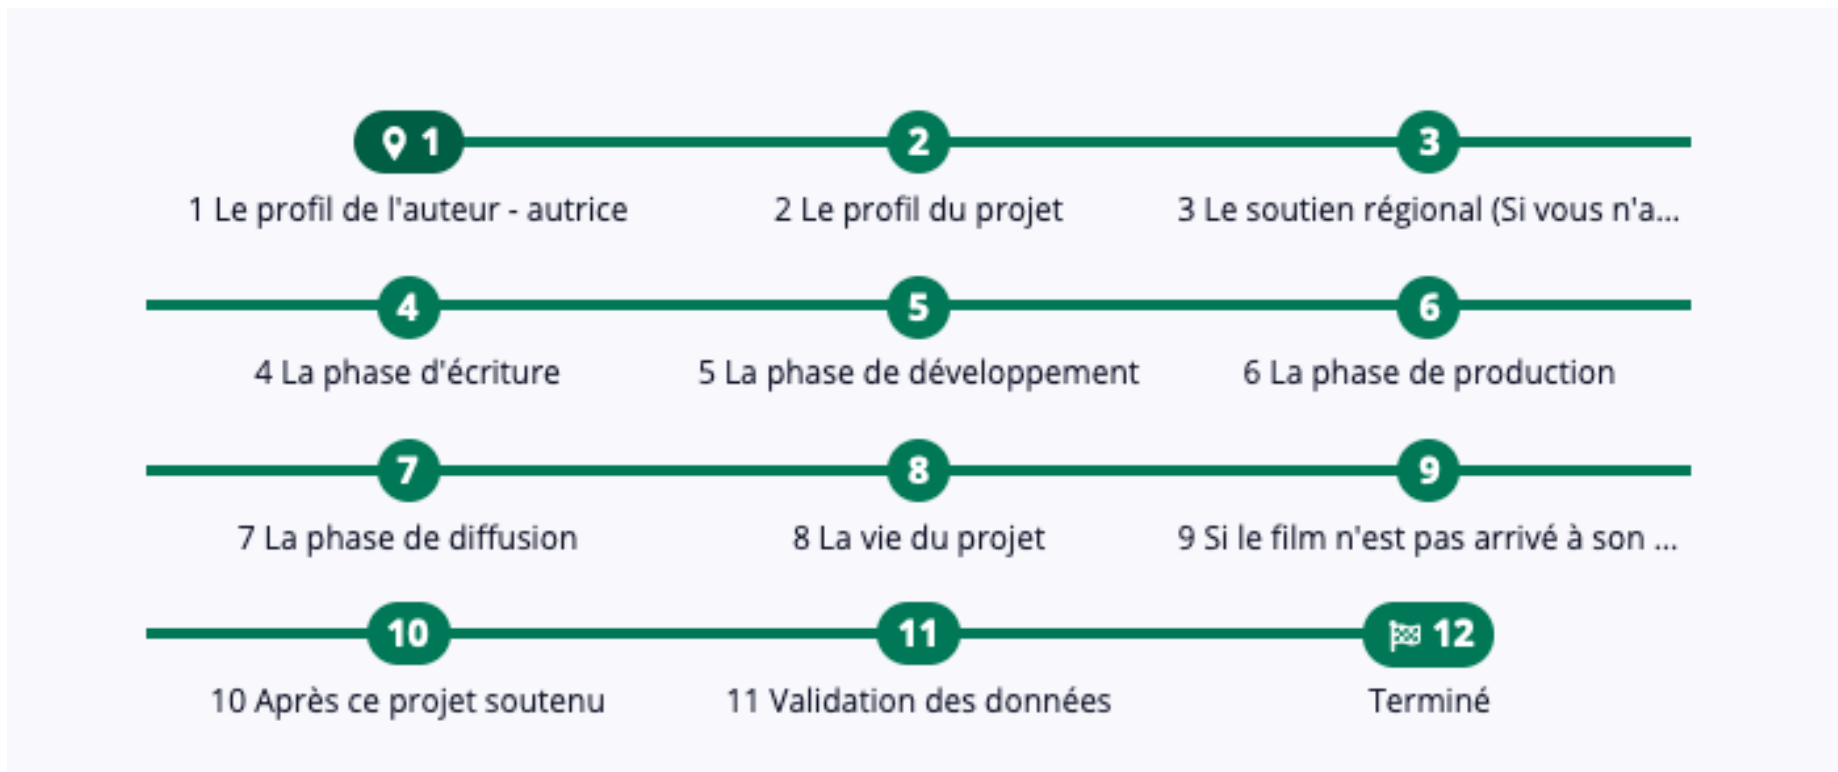 1
2
3
1 Le profil de l'auteur - autrice
2 Le profil du projet
3 Le soutien régional (Si vous n'a...
4
5
6
4 La phase d'écriture
5 La phase de développement
6 La phase de production
7
8
9
7 La phase de diffusion
8 La vie du projet
9 Si le film n'est pas arrivé à son ...
10
11
12
10 Après ce projet soutenu
11 Validation des données
Terminé